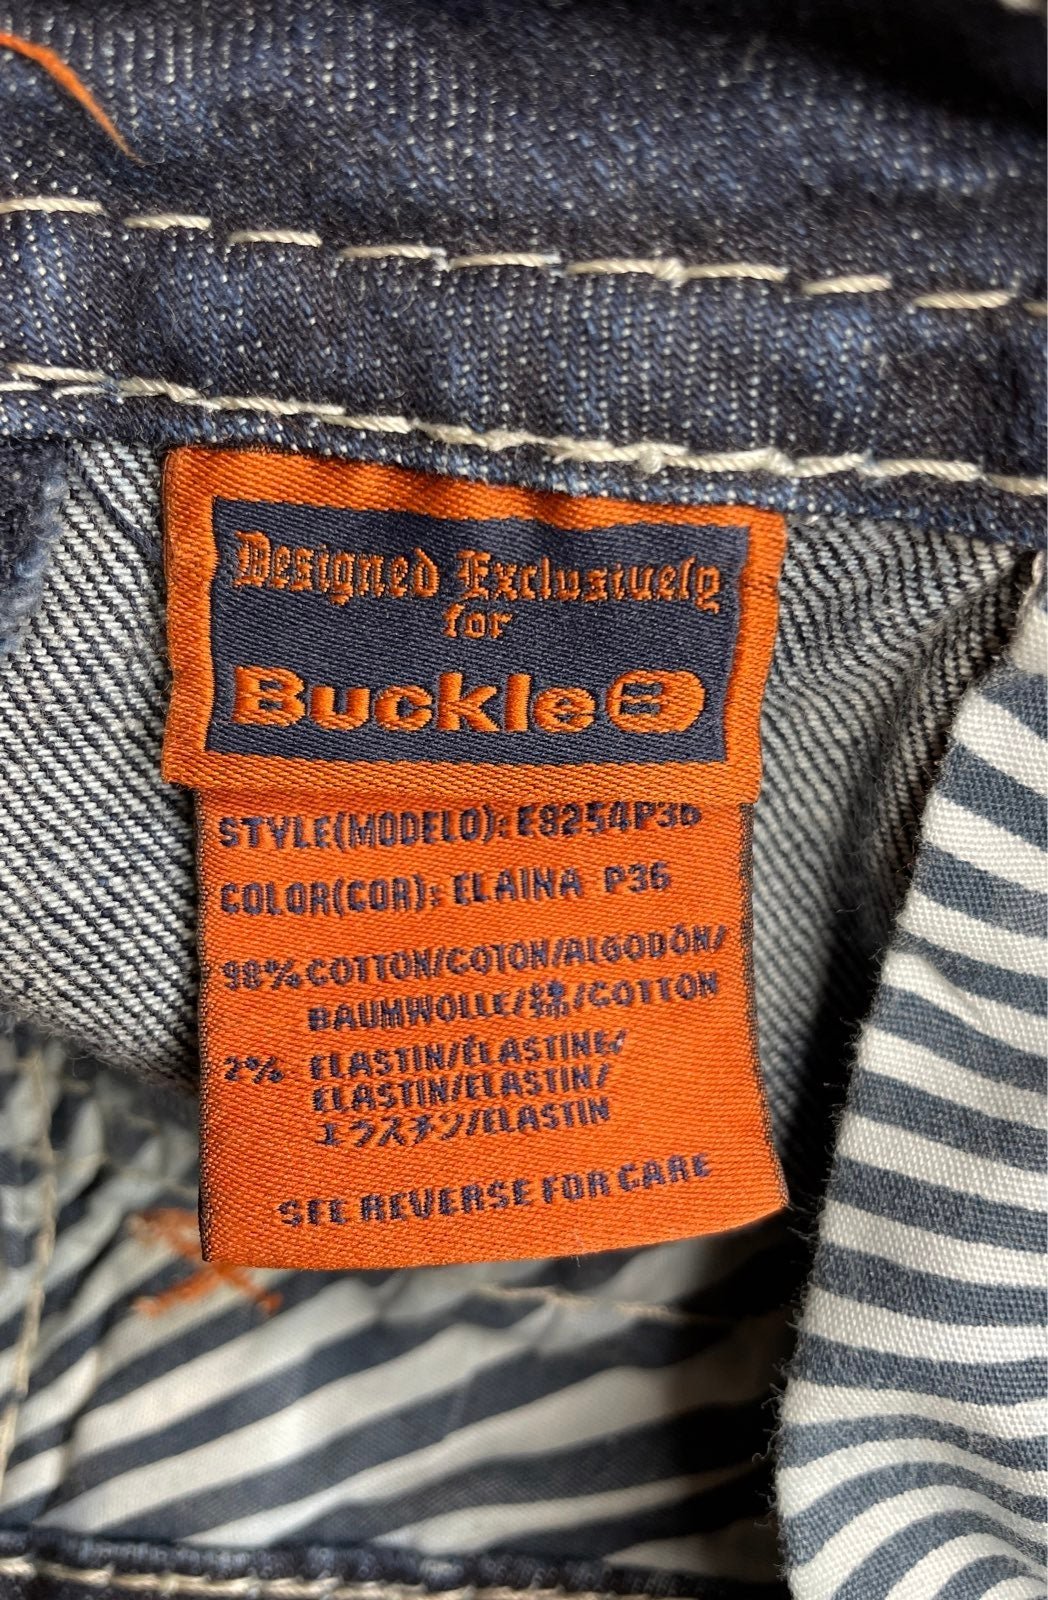 Designed Exclusively
for
Buckle B
STYLE(MODELO): E8254P36
COLOR(COR): ELAINA P36
98% COTTON/COTON/ALGODÓN/
BAUMWOLLE/綿/COTTON
2% ELASTIN/ÉLASTINE/
ELASTIN/ELASTIN/
エラスチン/ELASTIN
SEE REVERSE FOR CARE